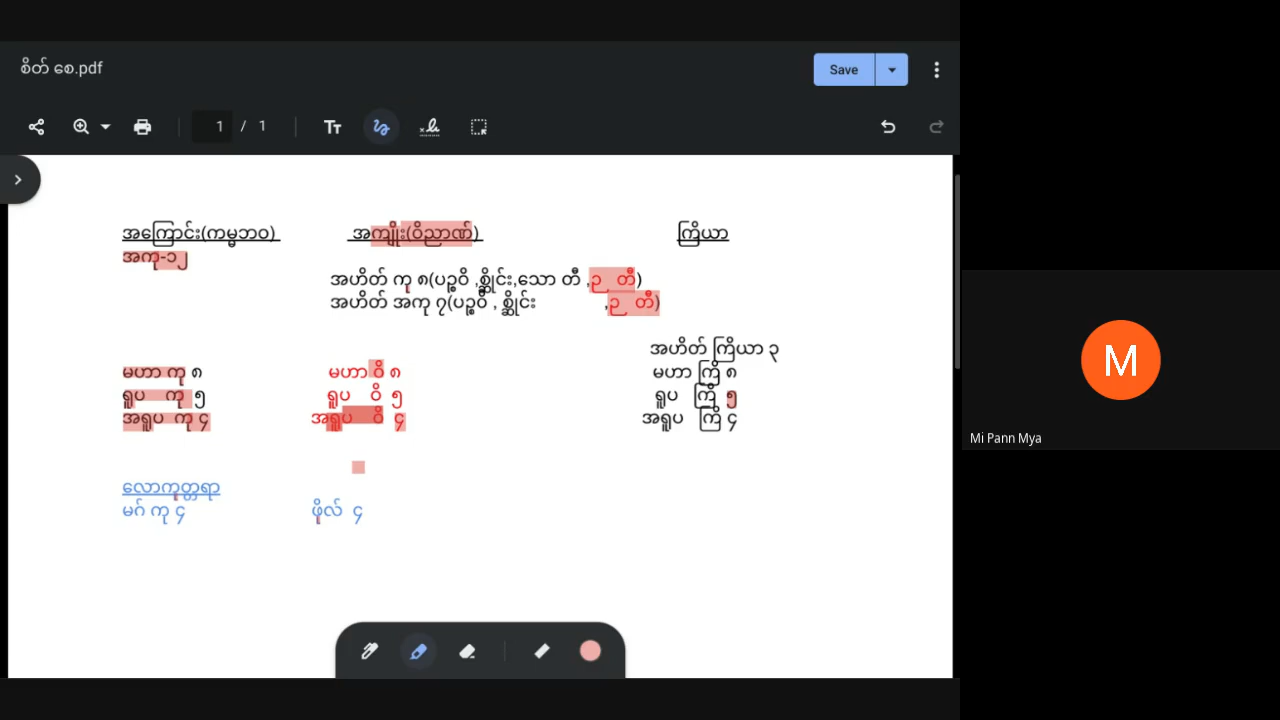 စိတ် စေ.pdf
Save
1 / 1
အကြောင်း(ကမ္မဘဝ) အကျိုး(ဝိညာဏ်) ကြိယာ
အကု-၁၂
အဟိတ် ကု ၈(ပဉ္စဝိ ,စ္ဆိုင်း,သော တီ ,ဉ တီ)
အဟိတ် အကု ၇(ပဉ္စဝိ , စ္ဆိုင်း ,ဉ တီ)
အဟိတ် ကြိယာ ၃
မဟာ ကု ၈ မဟာ ဝိ ၈ မဟာ ကြိ ၈
ရူပ ကု ၅ ရူပ ဝိ ၅ ရူပ ကြိ ၅
အရူပ ကု ၄ အရူပ ဝိ ၄ အရူပ ကြိ ၄
လောကုတ္တရာ
မဂ် ကု ၄ ဖိုလ် ၄
M
Mi Pann Mya